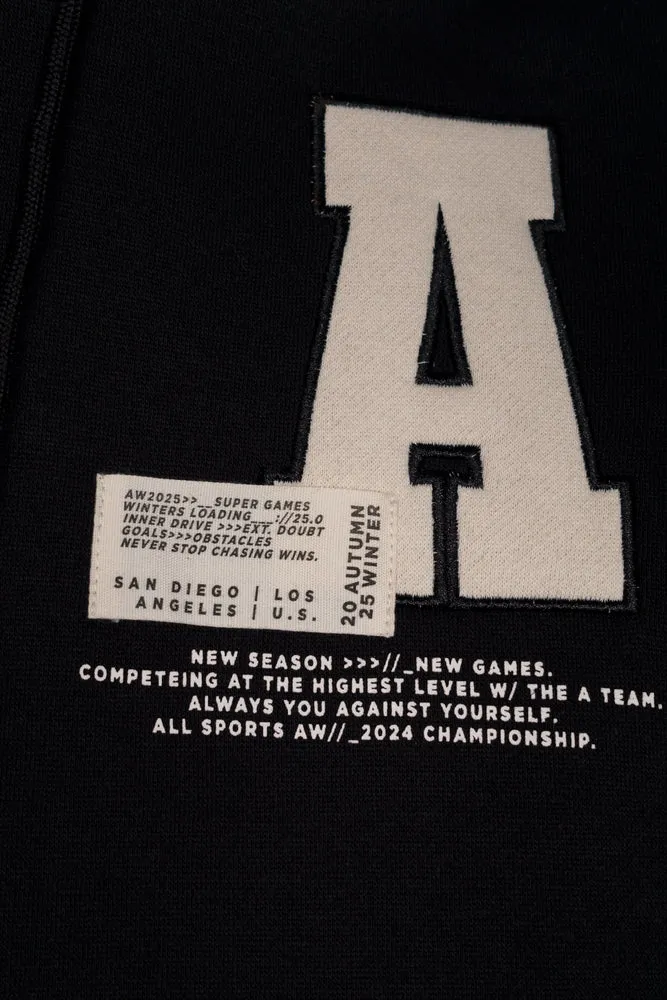 A
AW2025>>__SUPER GAMES
WINTERS LOADING___://25.0
INNER DRIVE >>>EXT. DOUBT
GOALS>>>OBSTACLES
NEVER STOP CHASING WINS.
SAN DIEGO | LOS
ANGELES | U.S.
20 AUTUMN
25 WINTER
NEW SEASON >>>//_NEW GAMES.
COMPETEING AT THE HIGHEST LEVEL W/ THE A TEAM.
ALWAYS YOU AGAINST YOURSELF.
ALL SPORTS AW//_2024 CHAMPIONSHIP.